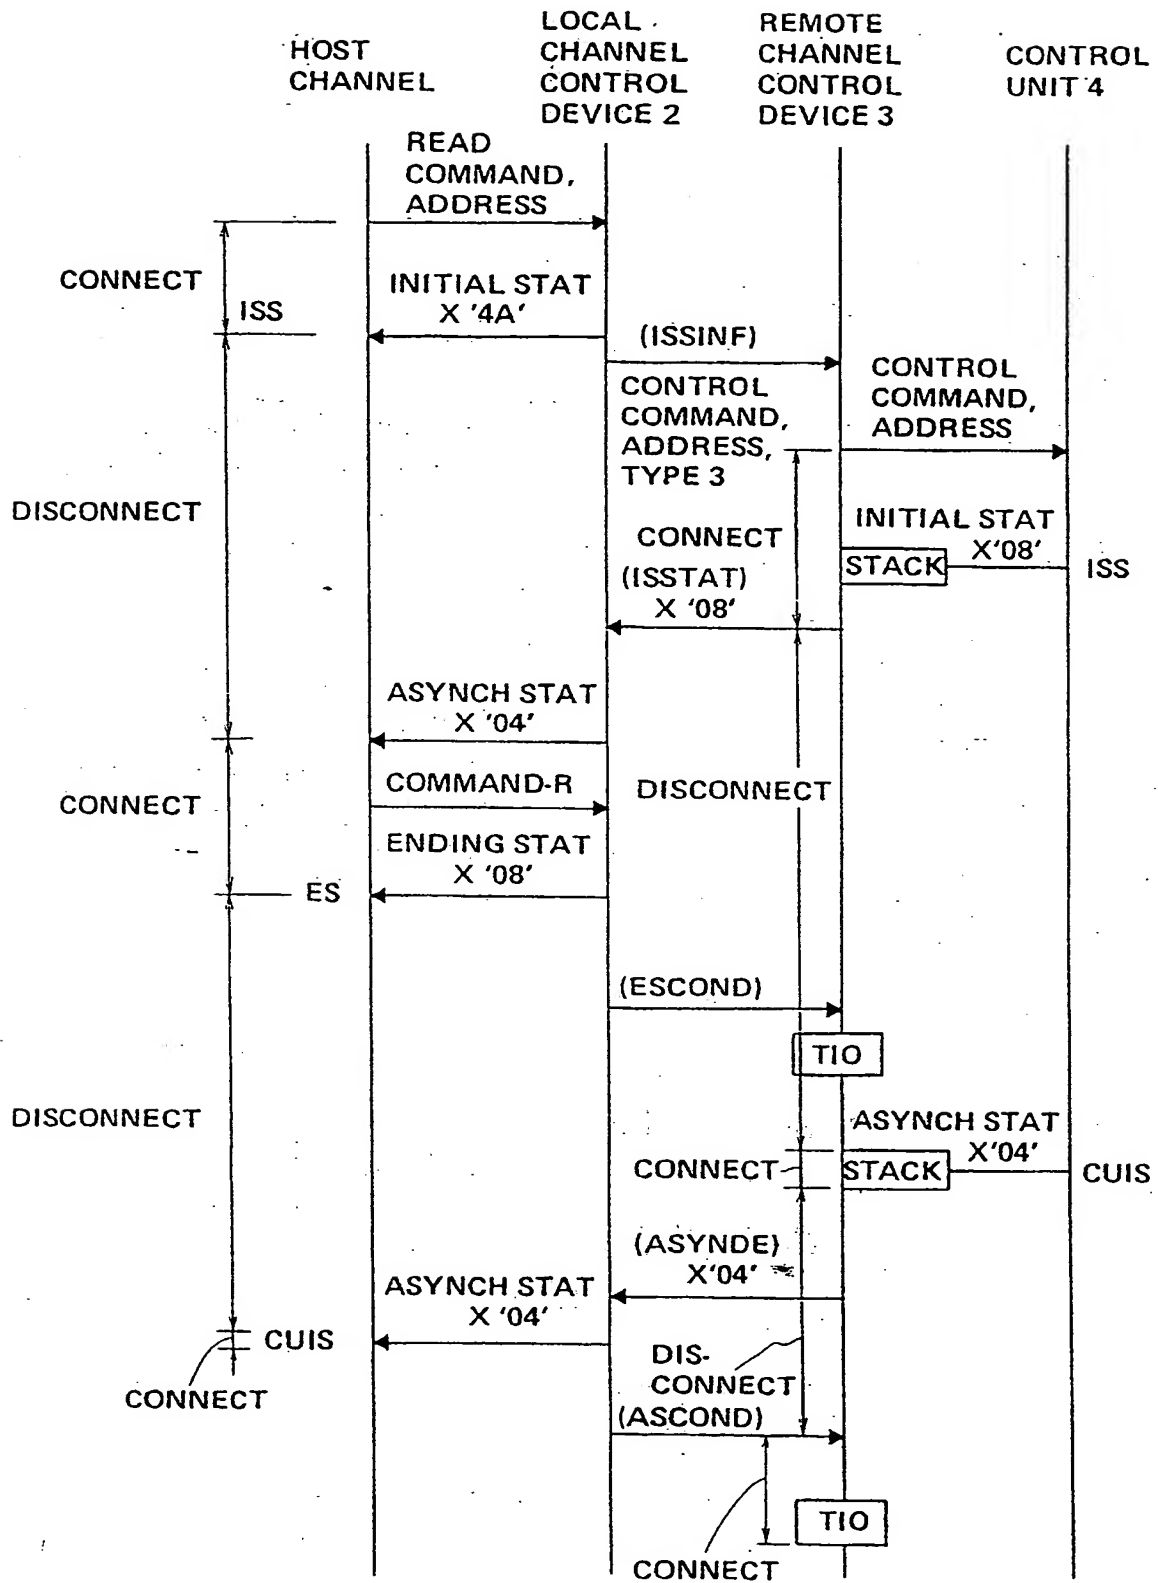 HOST
CHANNEL
LOCAL
CHANNEL
CONTROL
DEVICE 2
REMOTE
CHANNEL
CONTROL
DEVICE 3
CONTROL
UNIT 4
READ
COMMAND,
ADDRESS
CONNECT
ISS
INITIAL STAT
X '4A'
(ISSINF)
CONTROL
COMMAND,
ADDRESS,
TYPE 3
CONTROL
COMMAND,
ADDRESS
DISCONNECT
CONNECT
INITIAL STAT
X'08'
STACK
ISS
(ISSTAT)
X '08'
ASYNCH STAT
X '04'
CONNECT
COMMAND-R
DISCONNECT
ENDING STAT
X '08'
ES
(ESCOND)
TIO
DISCONNECT
ASYNCH STAT
X'04'
CONNECT
STACK
CUIS
(ASYNDE)
X'04'
ASYNCH STAT
X '04'
CUIS
CONNECT
DIS-
CONNECT
(ASCOND)
TIO
CONNECT